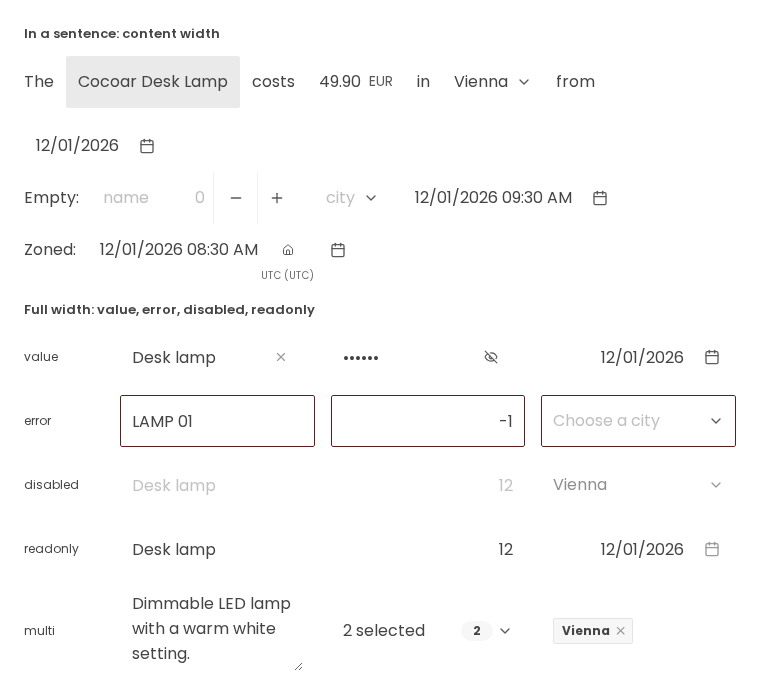 In a sentence: content width
The Cocoar Desk Lamp costs 49.90 EUR in Vienna from
12/01/2026
Empty: name 0 city 12/01/2026 09:30 AM
Zoned: 12/01/2026 08:30 AM
UTC (UTC)
Full width: value, error, disabled, readonly
value Desk lamp •••••• 12/01/2026
error LAMP 01 -1 Choose a city
disabled Desk lamp 12 Vienna
readonly Desk lamp 12 12/01/2026
Dimmable LED lamp
multi with a warm white 2 selected 2 Vienna
setting.